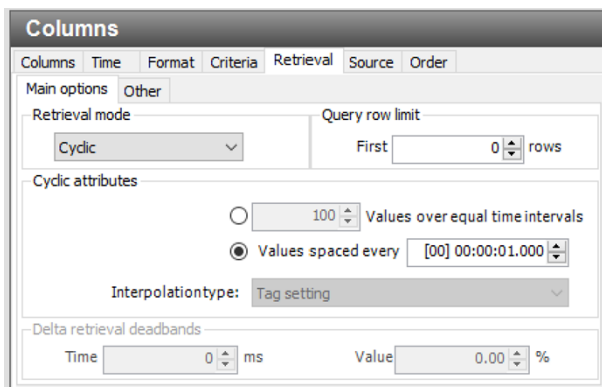 Columns
Columns Time Format Criteria Retrieval Source Order
Main options Other
Retrieval mode Query row limit
Cyclic First 0 rows
Cyclic attributes
100 Values over equal time intervals
Values spaced every [00] 00:00:01.000
Interpolationtype: Tag setting
Delta retrieval deadbands
Time 0 ms Value 0.00 %